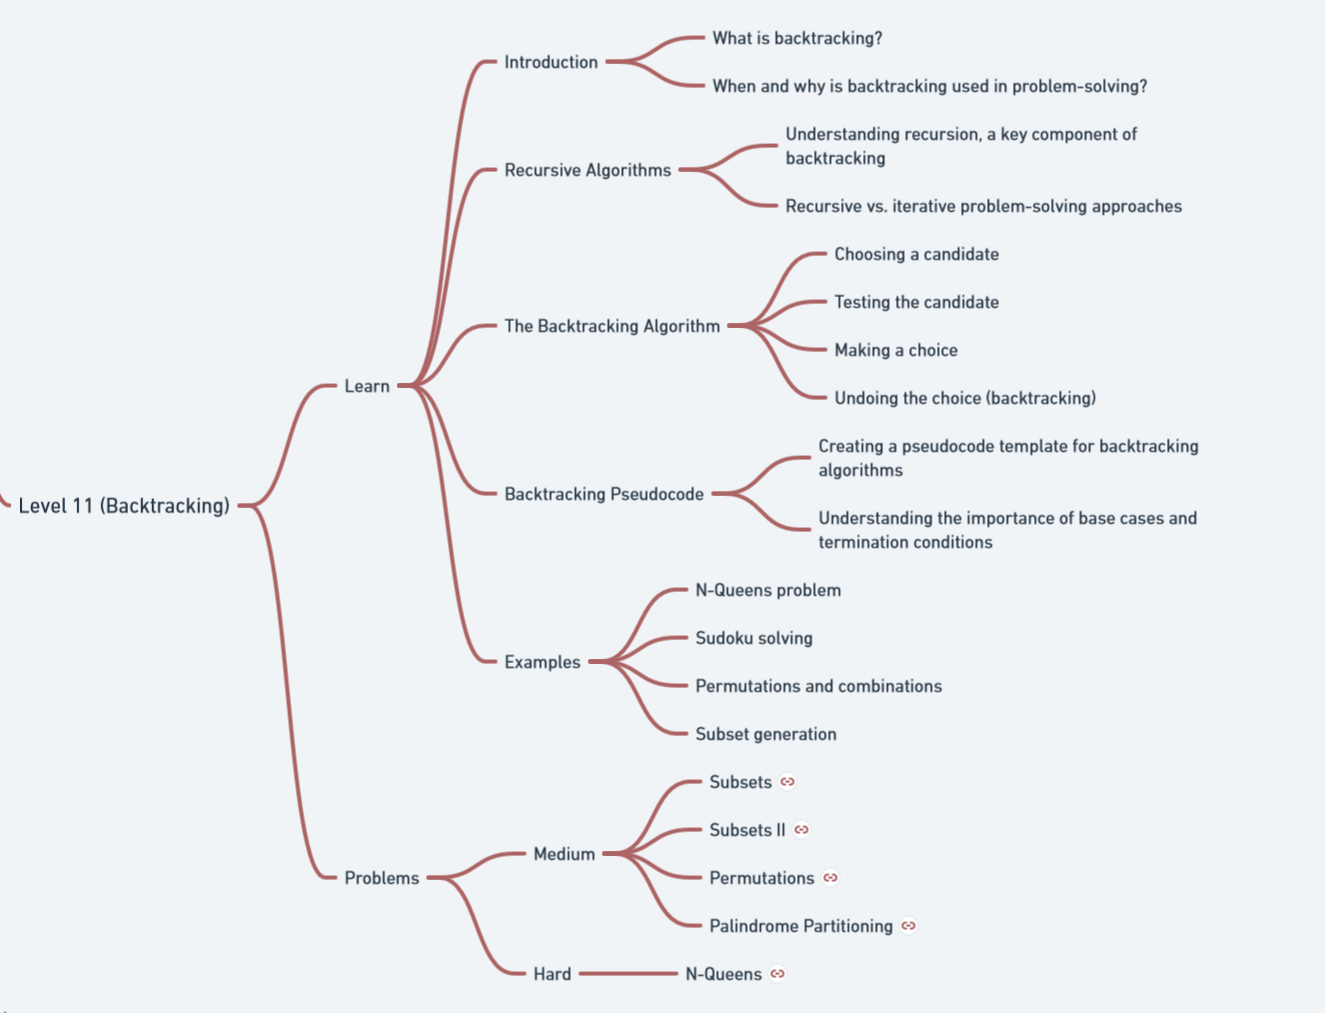 What is backtracking?
Introduction
When and why is backtracking used in problem-solving?
Understanding recursion, a key component of
backtracking
Recursive Algorithms
Recursive vs. iterative problem-solving approaches
Choosing a candidate
Testing the candidate
The Backtracking Algorithm
Making a choice
Learn
Undoing the choice (backtracking)
Creating a pseudocode template for backtracking
algorithms
Backtracking Pseudocode
Level 11 (Backtracking)
Understanding the importance of base cases and
termination conditions
N-Queens problem
Sudoku solving
Examples
Permutations and combinations
Subset generation
Subsets
Subsets II
Medium
Problems
Permutations
Palindrome Partitioning
Hard
N-Queens